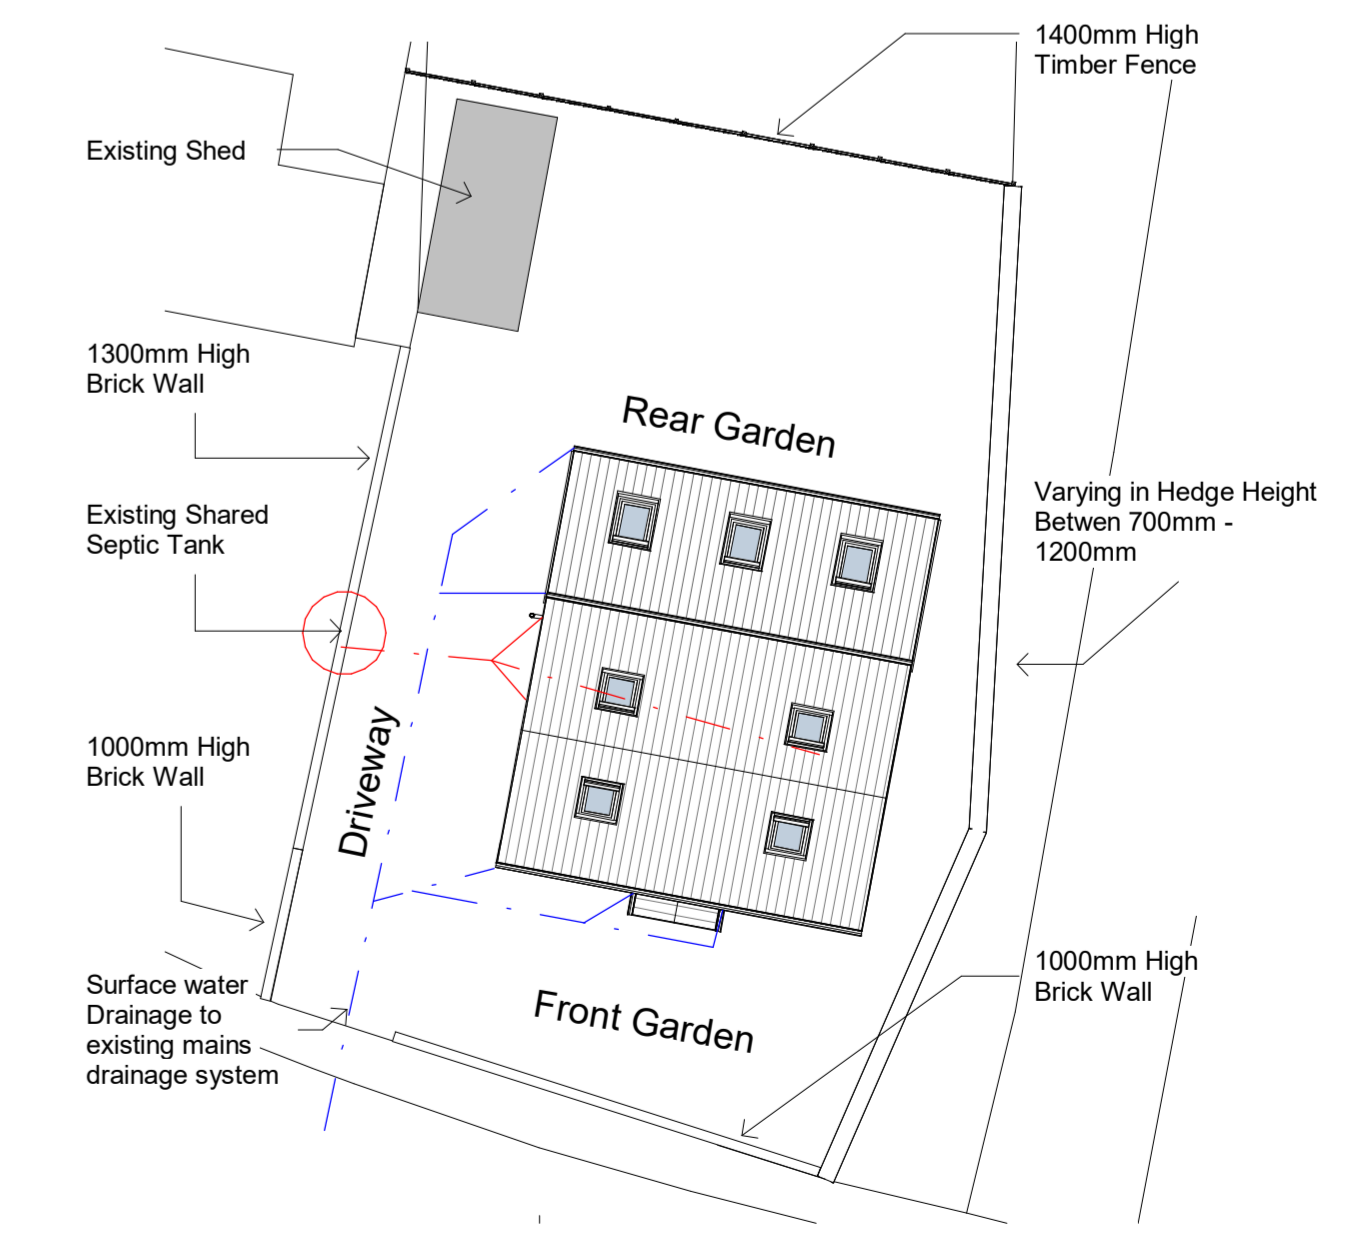 1400mm High
Timber Fence
Existing Shed
1300mm High
Brick Wall
Rear Garden
Varying in Hedge Height
Betwen 700mm -
1200mm
Existing Shared
Septic Tank
1000mm High
Brick Wall
Driveway
Surface water
Drainage to
existing mains
drainage system
Front Garden
1000mm High
Brick Wall